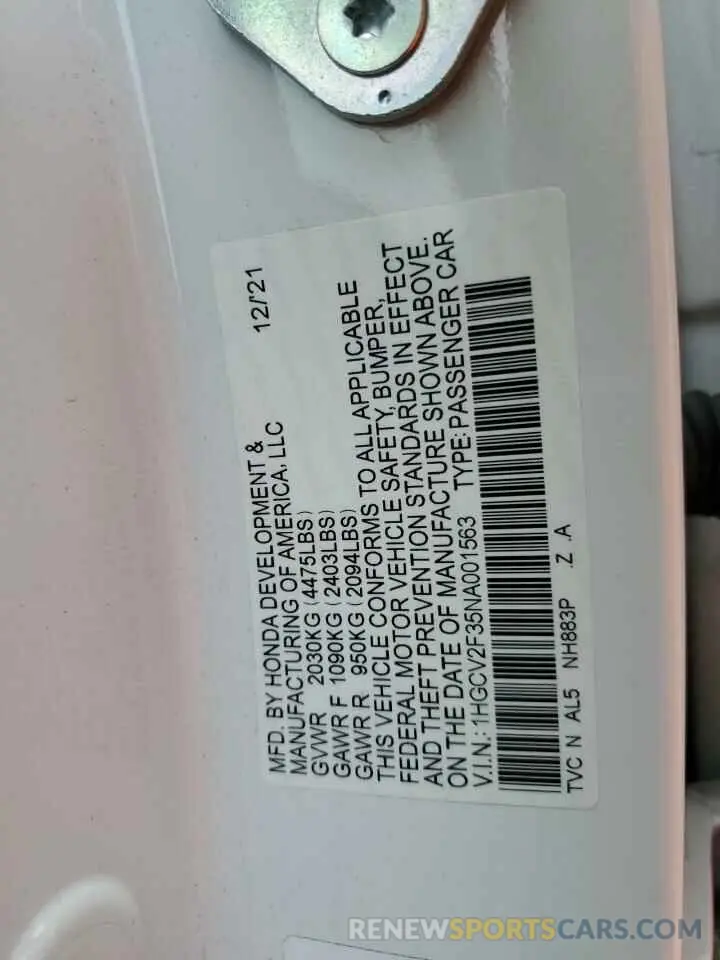 MFD. BY HONDA DEVELOPMENT &
MANUFACTURING OF AMERICA, LLC 12/'21
GVWR 2030KG (4475LBS)
GAWR F 1090KG (2403LBS)
GAWR R 950KG (2094LBS)
THIS VEHICLE CONFORMS TO ALL APPLICABLE
FEDERAL MOTOR VEHICLE SAFETY, BUMPER,
AND THEFT PREVENTION STANDARDS IN EFFECT
ON THE DATE OF MANUFACTURE SHOWN ABOVE.
V.I.N.: 1HGCV2F35NA001563 TYPE: PASSENGER CAR
TVC N AL5 NH883P .Z .A
RENEWSPORTSCARS.COM